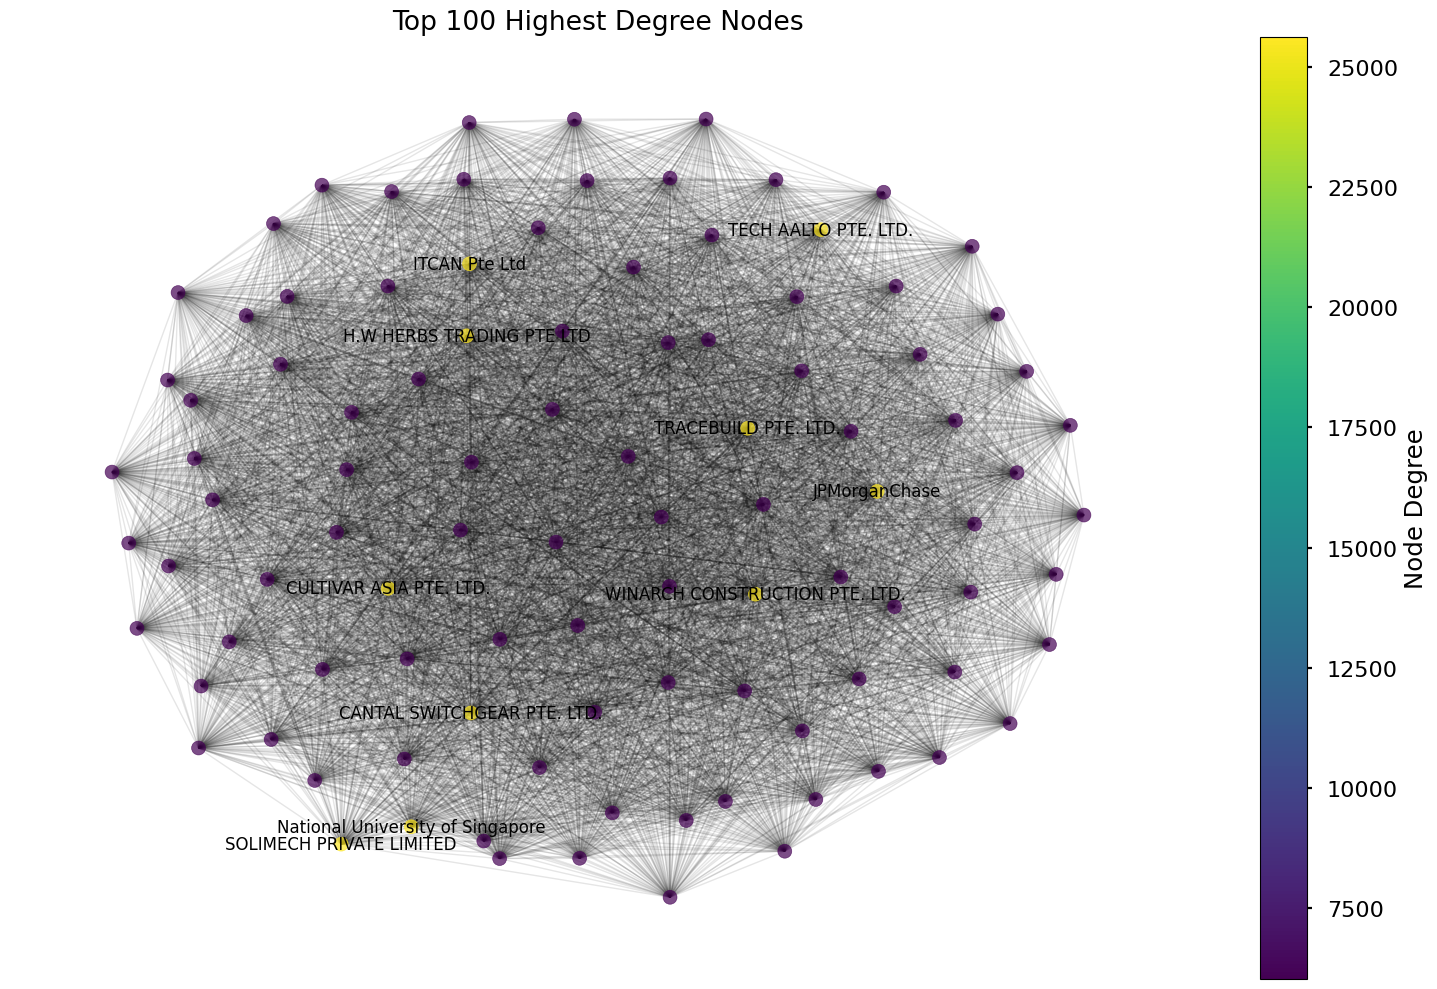 Top 100 Highest Degree Nodes
TECH AALTO PTE. LTD.
ITCAN Pte Ltd
H.W HERBS TRADING PTE LTD
TRACEBUILD PTE. LTD.
JPMorganChase
CULTIVAR ASIA PTE. LTD.
WINARCH CONSTRUCTION PTE. LTD.
CANTAL SWITCHGEAR PTE. LTD.
National University of Singapore
SOLIMECH PRIVATE LIMITED
25000
22500
20000
17500
15000
12500
10000
7500
Node Degree